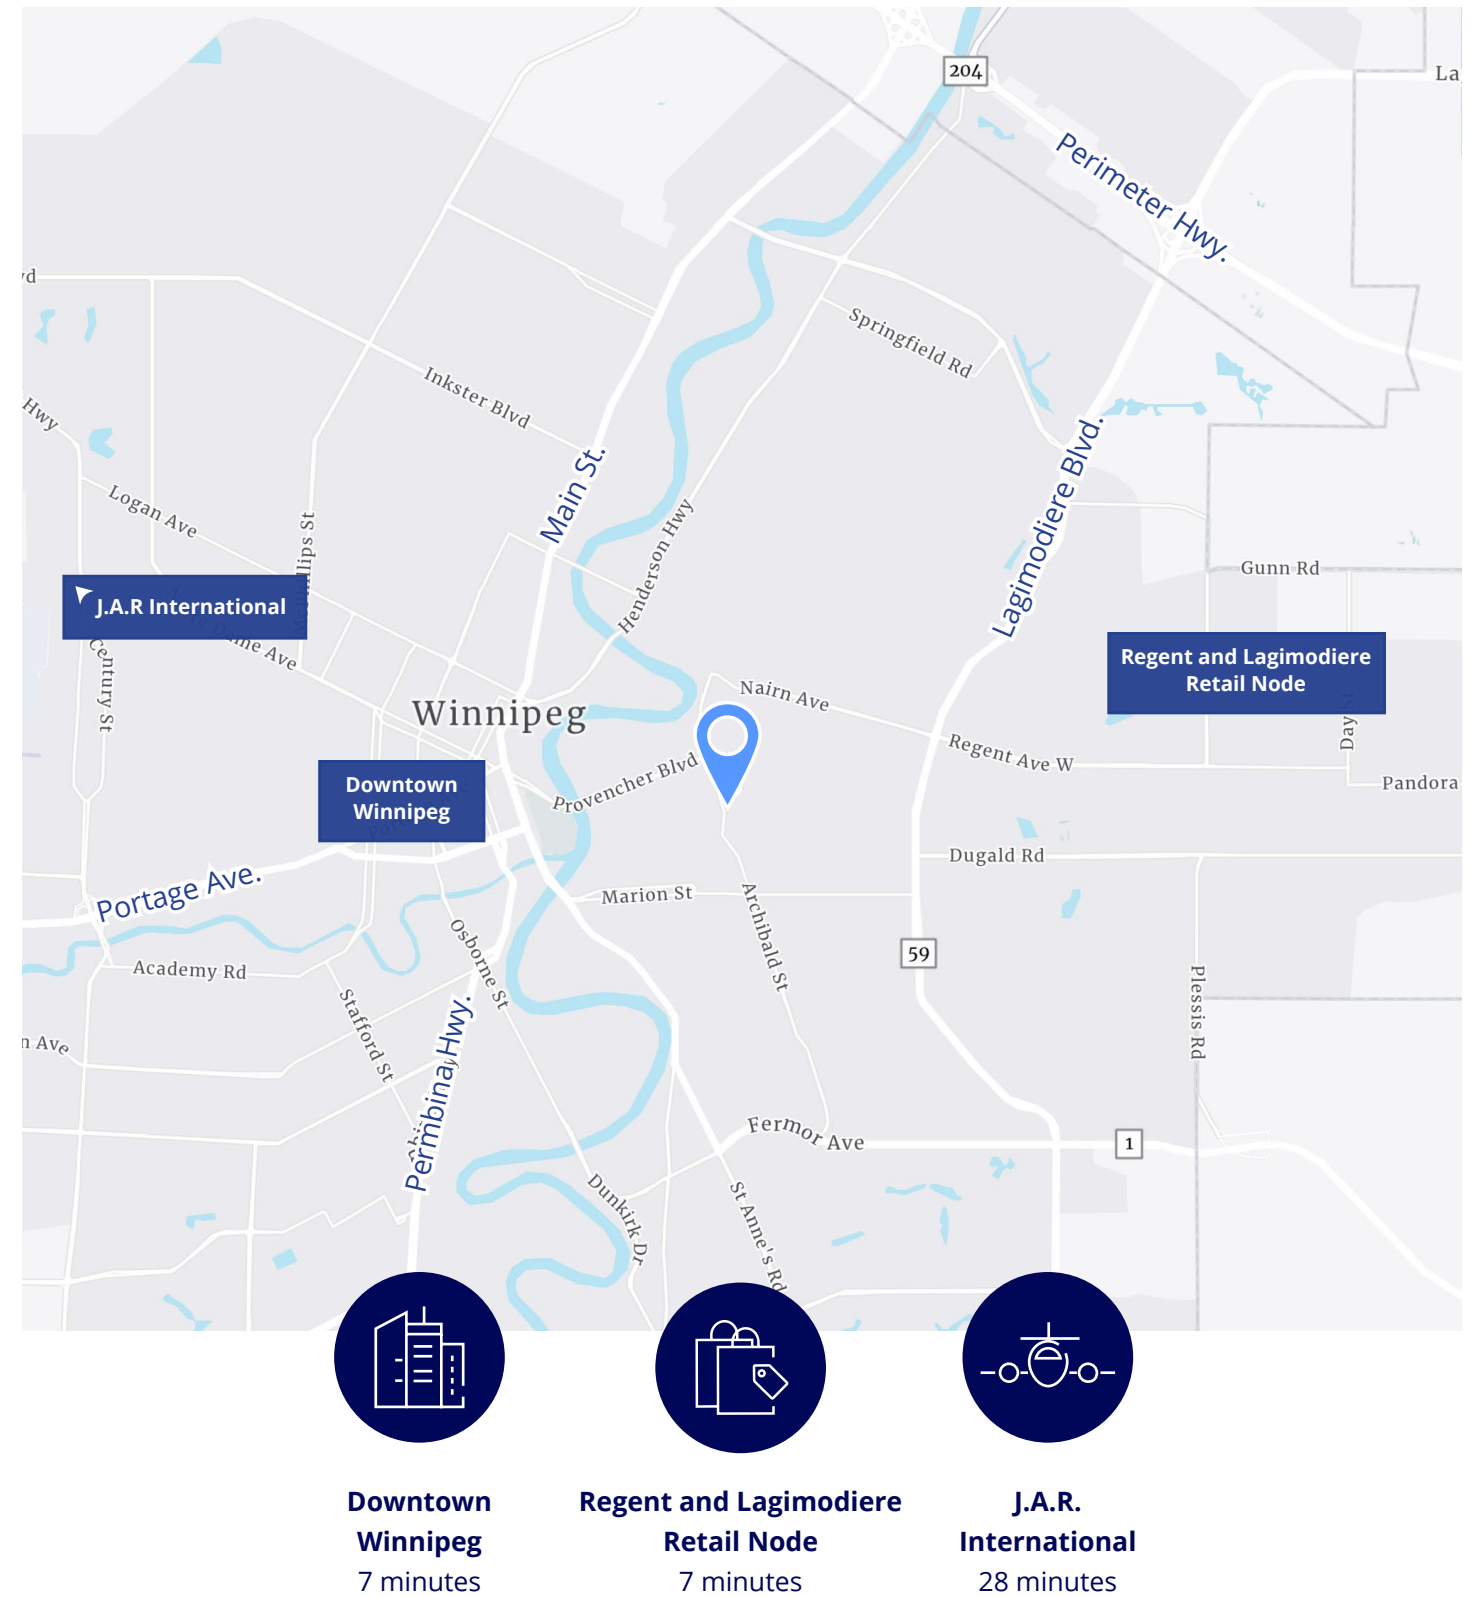 204
La
Perimeter Hwy.
Springfield Rd
Inkster Blvd
Hwy
Main St.
Lagimodiere Blvd.
Logan Ave
Henderson Hwy
Gunn Rd
J.A.R International
Dame Ave
Century St
Regent and Lagimodiere
Retail Node
Nairn Ave
Winnipeg
Day St
Regent Ave W
Provencher Blvd
Pandora
Downtown
Winnipeg
Dugald Rd
Portage Ave.
Marion St
Archibald St
59
Osborne St
Academy Rd
Stafford St
Plessis Rd
n Ave
Permbina Hwy.
Fermor Ave
1
Dunkirk Dr
St Anne's Rd
Downtown
Winnipeg
7 minutes
Regent and Lagimodiere
Retail Node
7 minutes
J.A.R.
International
28 minutes